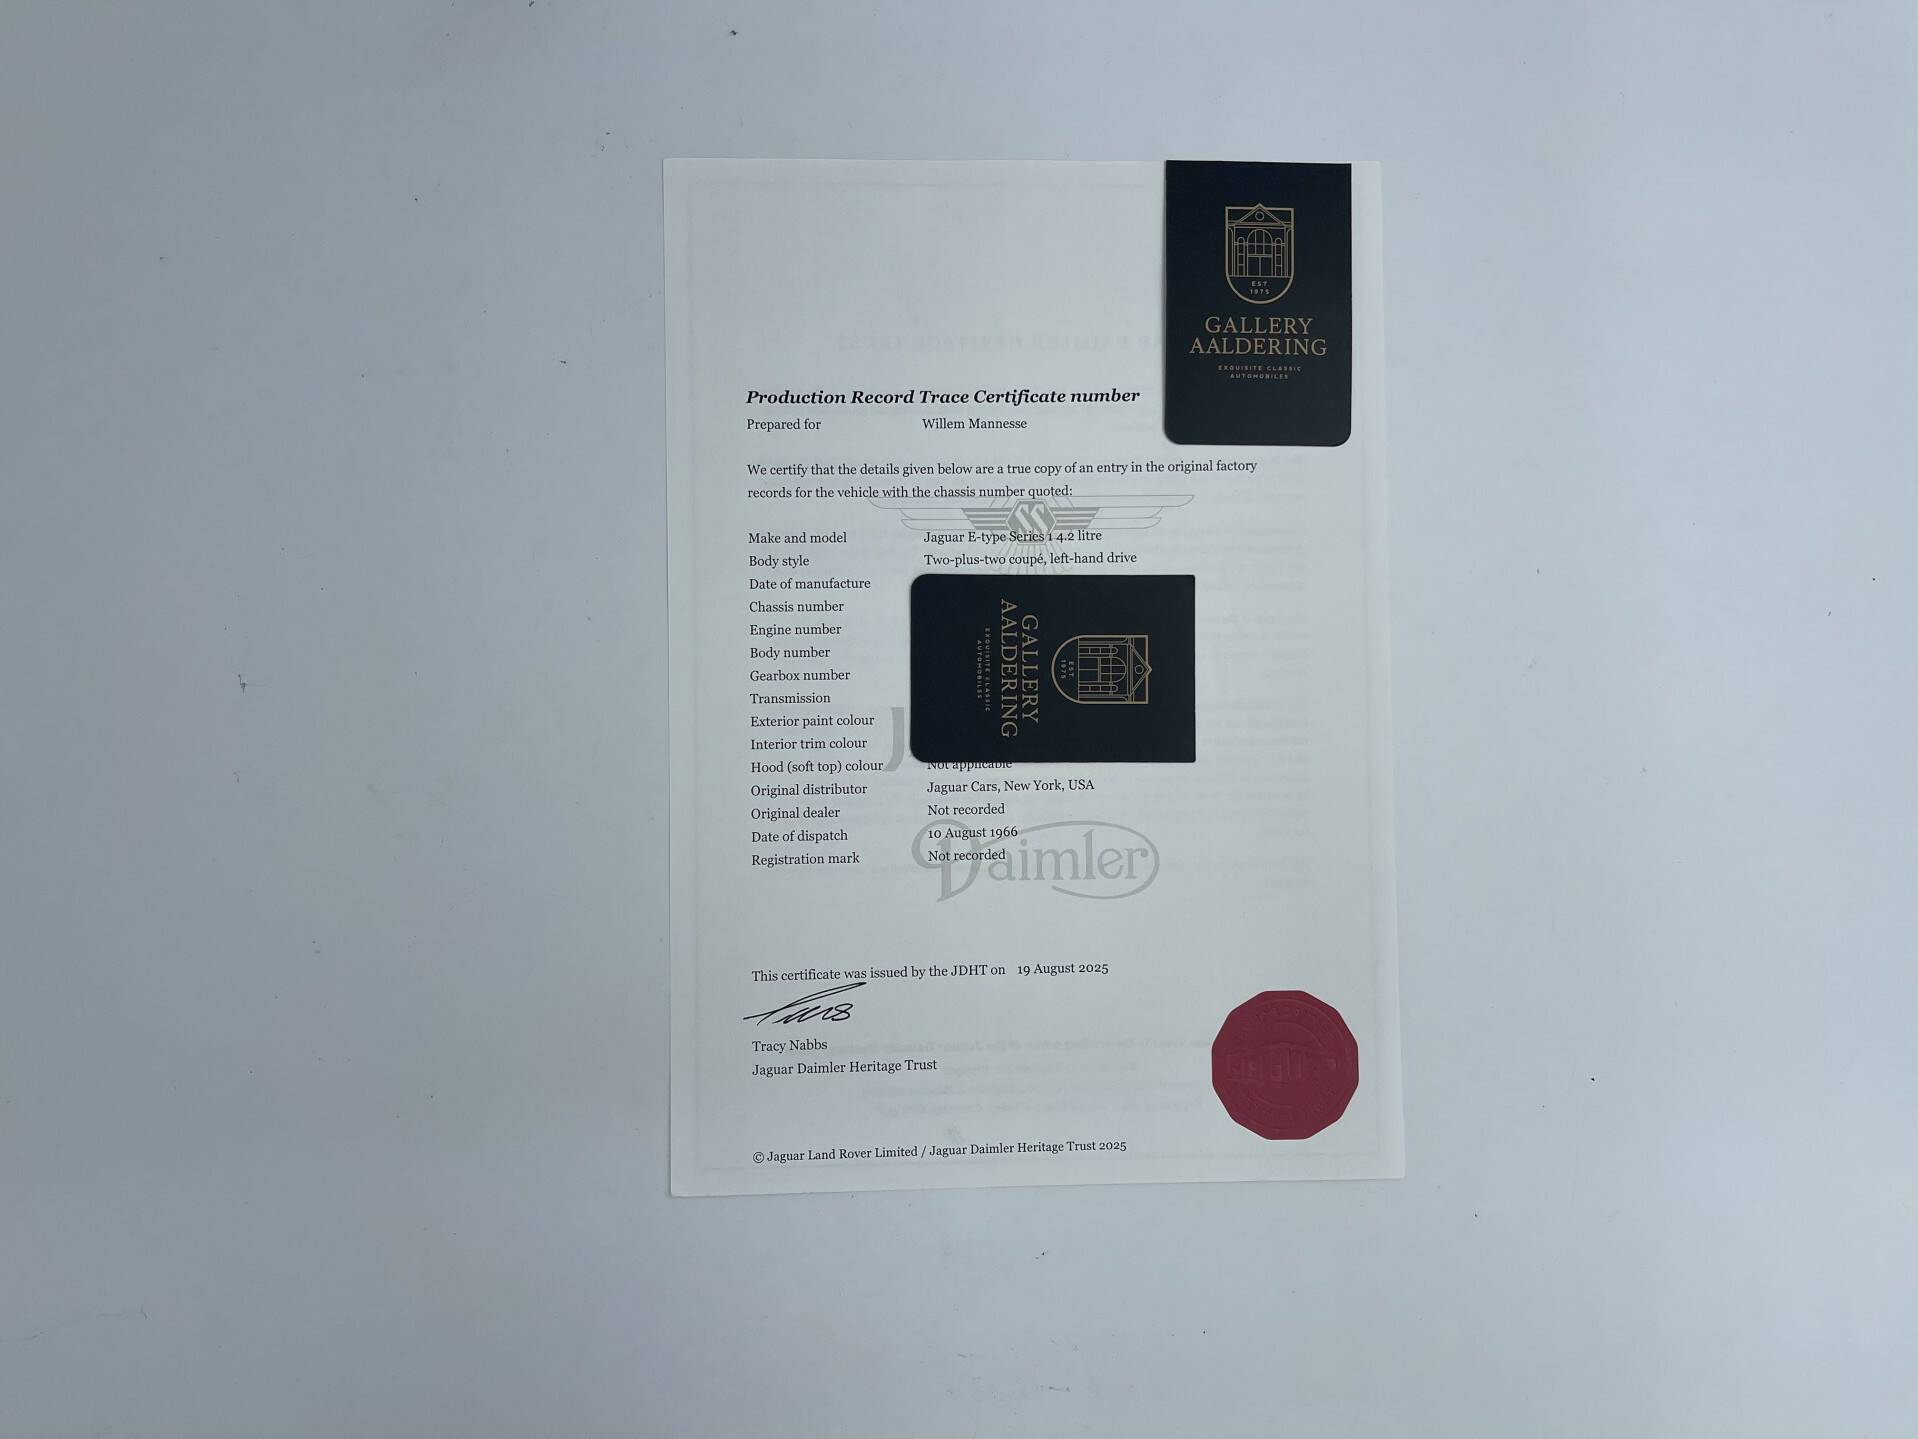 EST
1975
GALLERY
AALDERING
EXQUISITE CLASSIC
AUTOMOBILES
Production Record Trace Certificate number
Prepared for Willem Mannesse
We certify that the details given below are a true copy of an entry in the original factory
records for the vehicle with the chassis number quoted:
SS
Make and model Jaguar E-type Series 1 4.2 litre
Body style Two-plus-two coupé, left-hand drive
Date of manufacture
Chassis number
Engine number
Body number
Gearbox number
Transmission
Exterior paint colour
Interior trim colour
EST.
1975
GALLERY
AALDERING
EXQUISITE CLASSIC
AUTOMOBILES
J
Hood (soft top) colour Not applicable
Original distributor Jaguar Cars, New York, USA
Original dealer Not recorded
Date of dispatch 10 August 1966
Registration mark Not recorded
Daimler
This certificate was issued by the JDHT on 19 August 2025
Tracy Nabbs
Jaguar Daimler Heritage Trust
© Jaguar Land Rover Limited / Jaguar Daimler Heritage Trust 2025